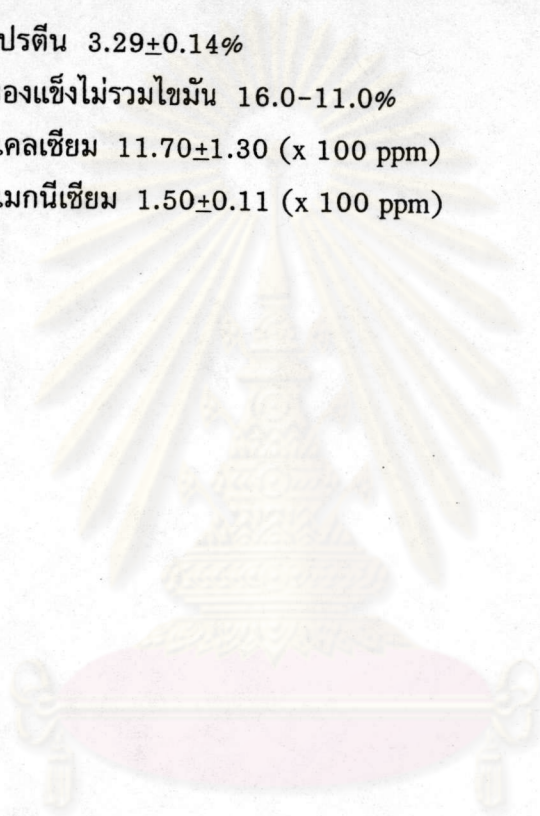 ปรตีน 3.29±0.14%
องแข็งไม่รวมไขมัน 16.0-11.0%
คลเซียม 11.70±1.30 (x 100 ppm)
มกนีเซียม 1.50±0.11 (x 100 ppm)